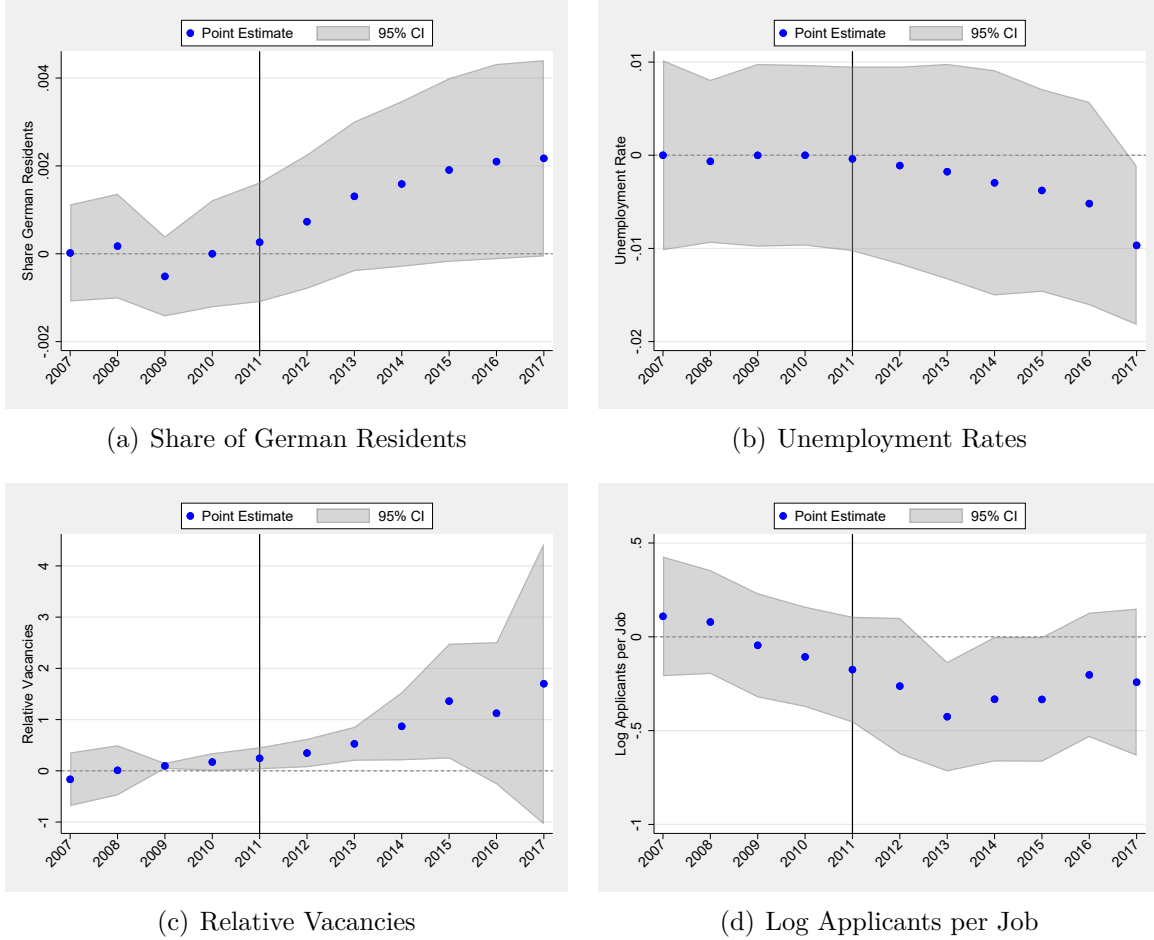 Point Estimate 95% CI
Share German Residents
.004
.002
0
-.002
2007 2008 2009 2010 2011 2012 2013 2014 2015 2016 2017
(a) Share of German Residents
Point Estimate 95% CI
Unemployment Rate
.01
0
-.01
-.02
2007 2008 2009 2010 2011 2012 2013 2014 2015 2016 2017
(b) Unemployment Rates
Point Estimate 95% CI
Relative Vacancies
4
3
2
1
0
-1
2007 2008 2009 2010 2011 2012 2013 2014 2015 2016 2017
(c) Relative Vacancies
Point Estimate 95% CI
Log Applicants per Job
.5
0
-.5
-1
2007 2008 2009 2010 2011 2012 2013 2014 2015 2016 2017
(d) Log Applicants per Job